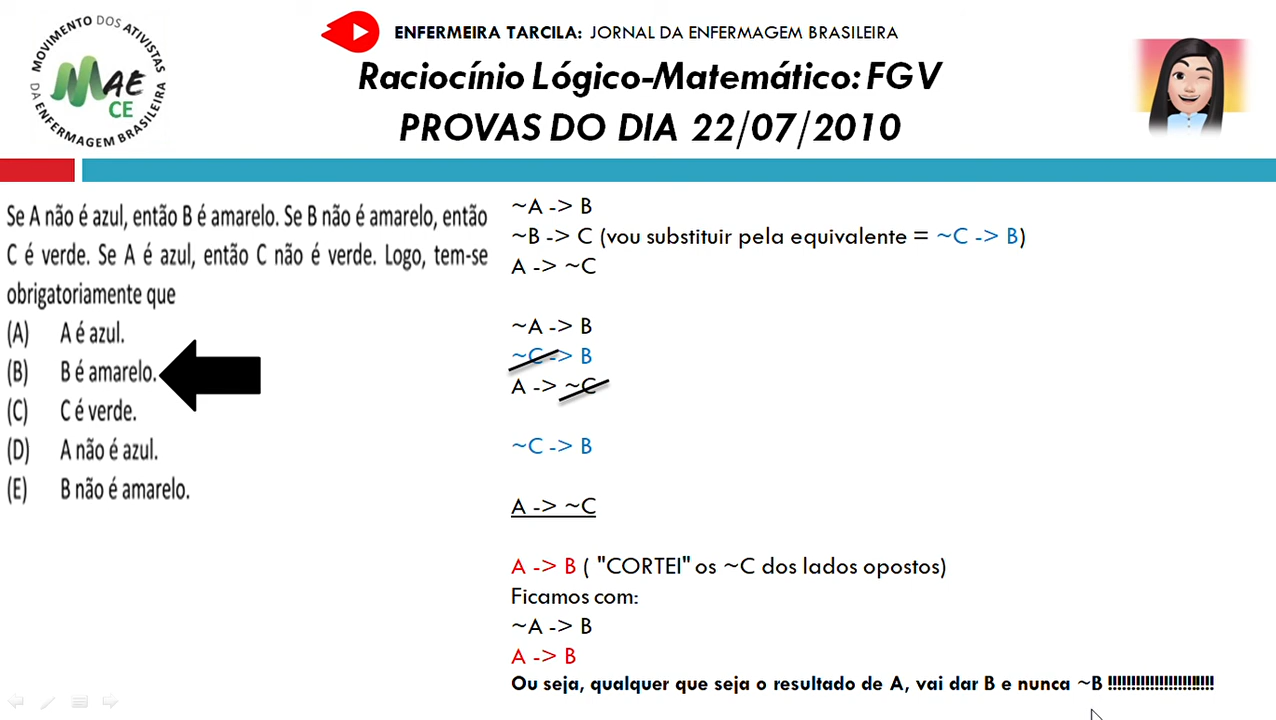 MOVIMENTO DOS ATIVISTAS
MAE
CE
DA ENFERMAGEM BRASILEIRA
ENFERMEIRA TARCILA: JORNAL DA ENFERMAGEM BRASILEIRA
Raciocínio Lógico-Matemático: FGV
PROVAS DO DIA 22/07/2010
Se A não é azul, então B é amarelo. Se B não é amarelo, então
C é verde. Se A é azul, então C não é verde. Logo, tem-se
obrigatoriamente que
(A) A é azul.
(B) B é amarelo.
(C) C é verde.
(D) A não é azul.
(E) B não é amarelo.
~A -> B
~B -> C (vou substituir pela equivalente = ~C -> B)
A -> ~C
~A -> B
~C -> B
A -> ~C
~C -> B
A -> ~C
A -> B ( "CORTEI" os ~C dos lados opostos)
Ficamos com:
~A -> B
A -> B
Ou seja, qualquer que seja o resultado de A, vai dar B e nunca ~B !!!!!!!!!!!!!!!!!!!!!!!